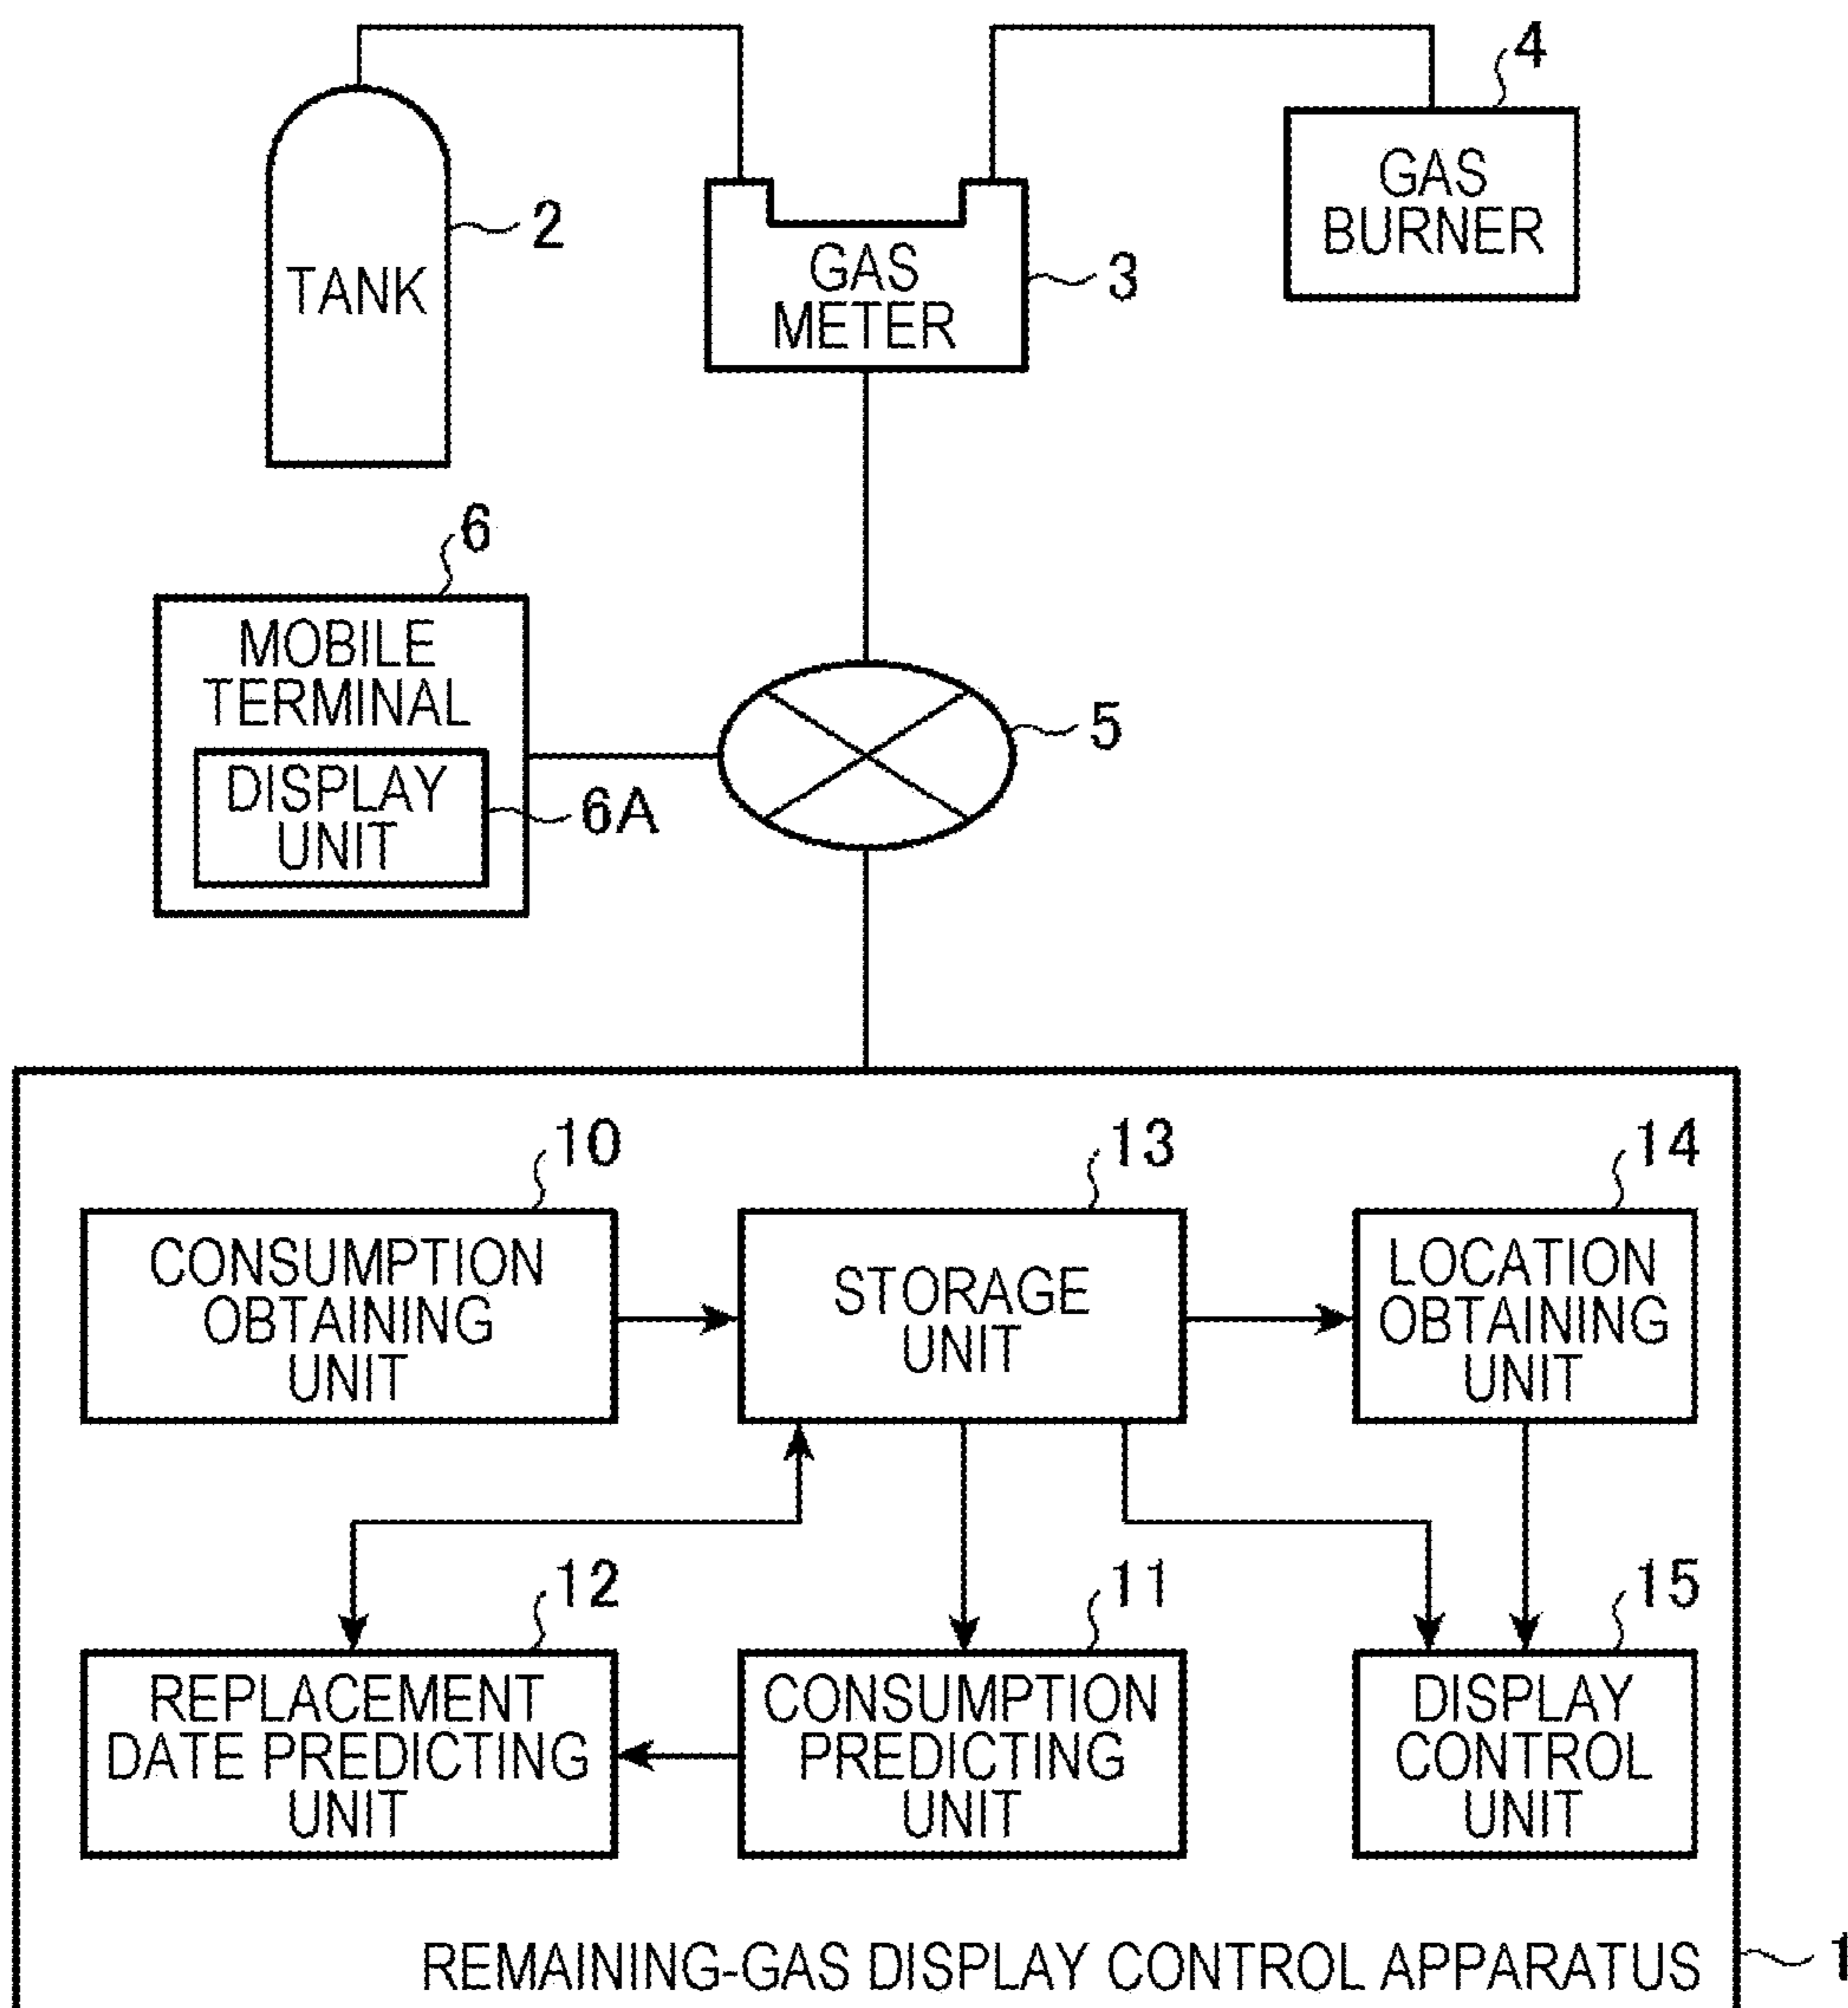 4
GAS
BURNER
2
TANK
GAS
METER
3
6
MOBILE
TERMINAL
DISPLAY
UNIT
6A
5
10
CONSUMPTION
OBTAINING
UNIT
13
STORAGE
UNIT
14
LOCATION
OBTAINING
UNIT
12
REPLACEMENT
DATE PREDICTING
UNIT
11
CONSUMPTION
PREDICTING
UNIT
15
DISPLAY
CONTROL
UNIT
REMAINING-GAS DISPLAY CONTROL APPARATUS
1